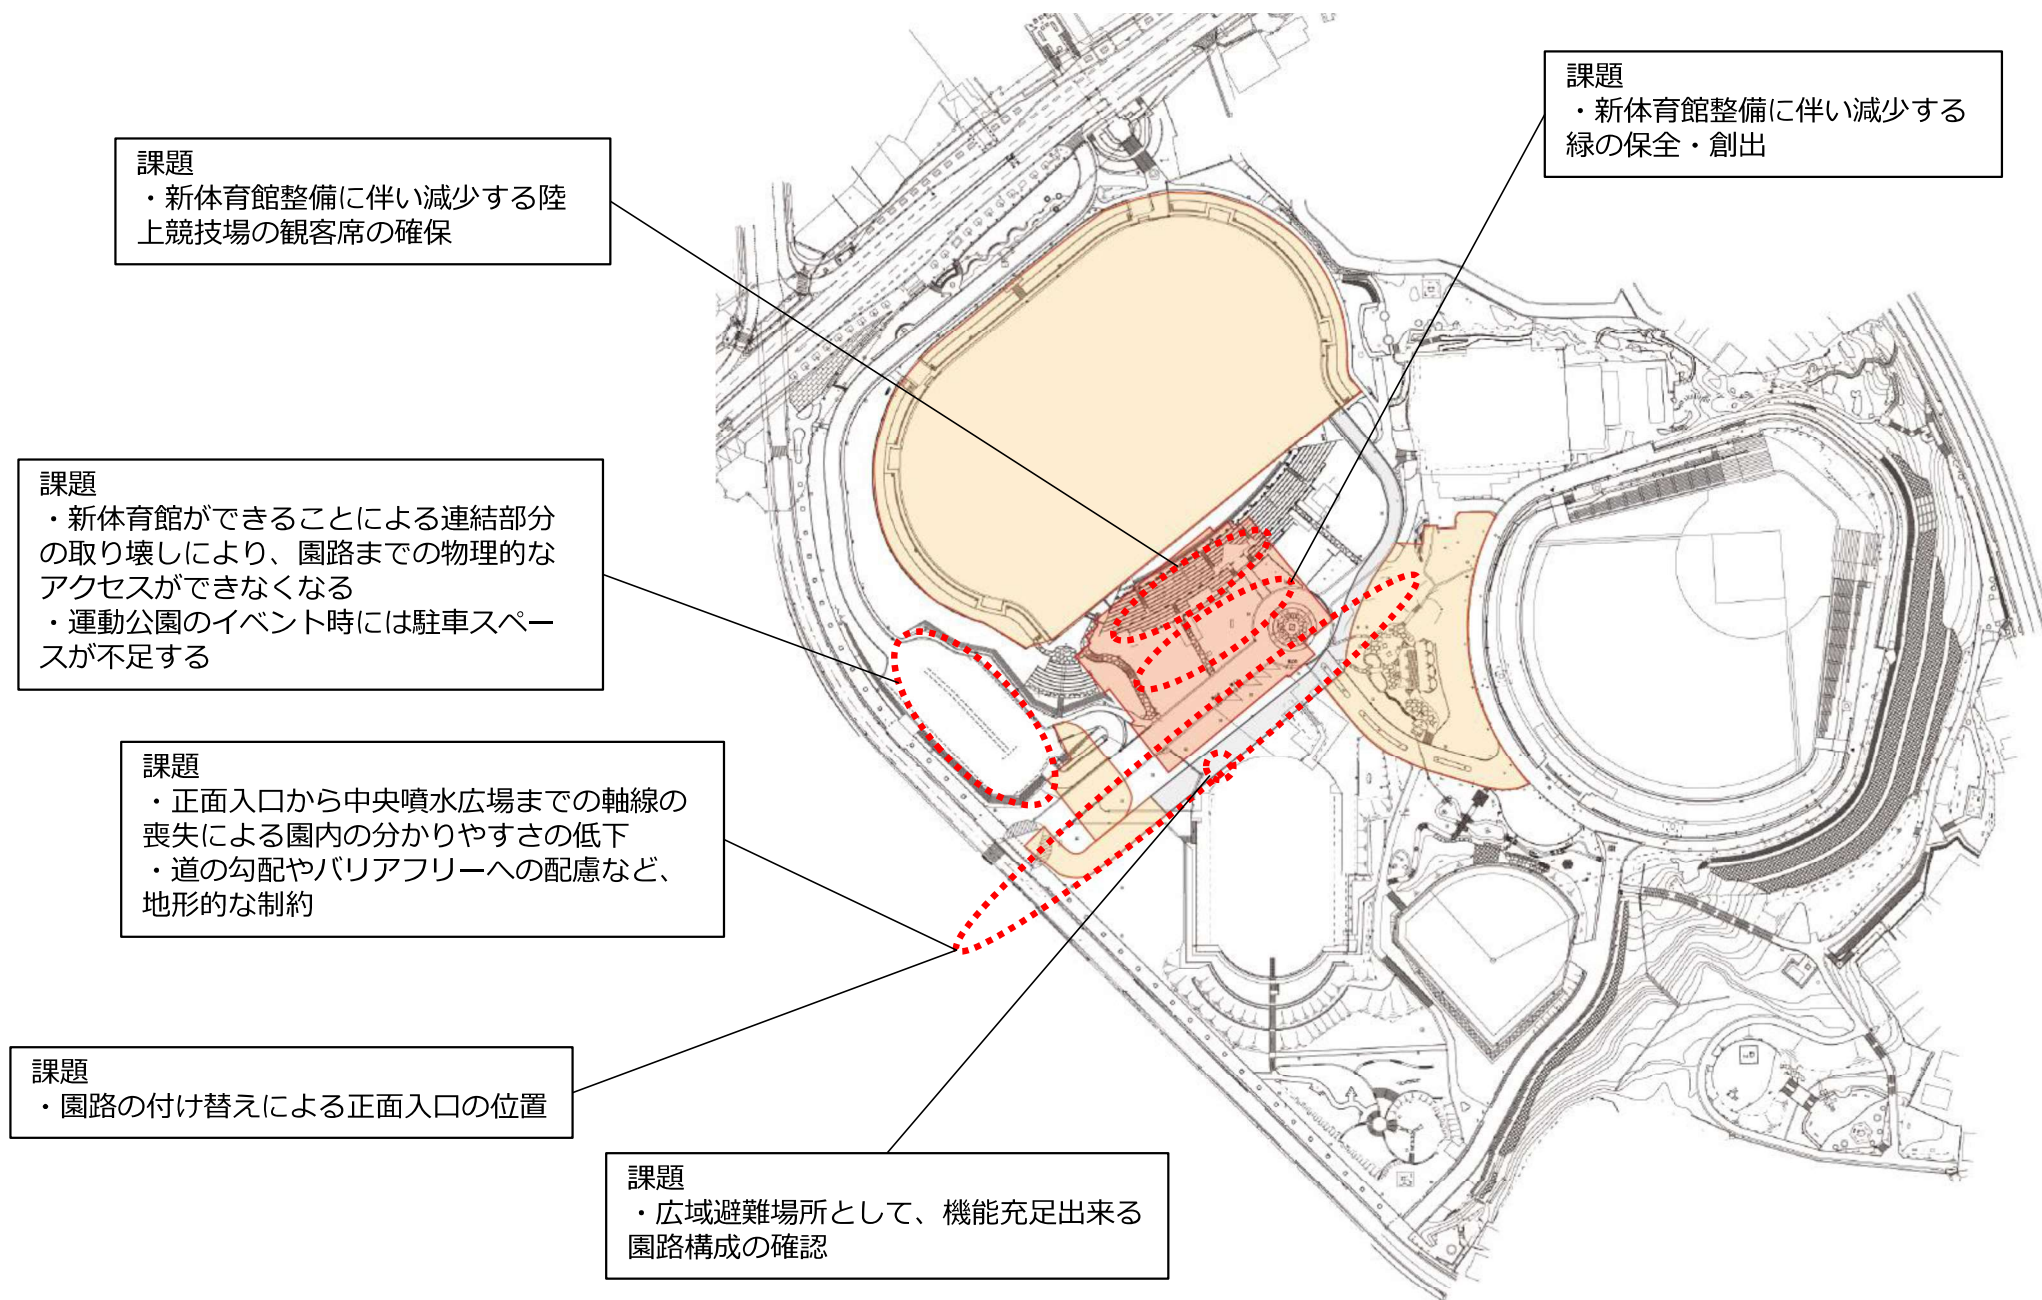 課題
・新体育館整備に伴い減少する
緑の保全・創出
課題
・新体育館整備に伴い減少する陸
上競技場の観客席の確保
課題
・新体育館ができることによる連結部分
の取り壊しにより、園路までの物理的な
アクセスができなくなる
・運動公園のイベント時には駐車スペー
スが不足する
課題
・正面入口から中央噴水広場までの軸線の
喪失による園内の分かりやすさの低下
・道の勾配やバリアフリーへの配慮など、
地形的な制約
課題
・園路の付け替えによる正面入口の位置
課題
・広域避難場所として、機能充足出来る
園路構成の確認